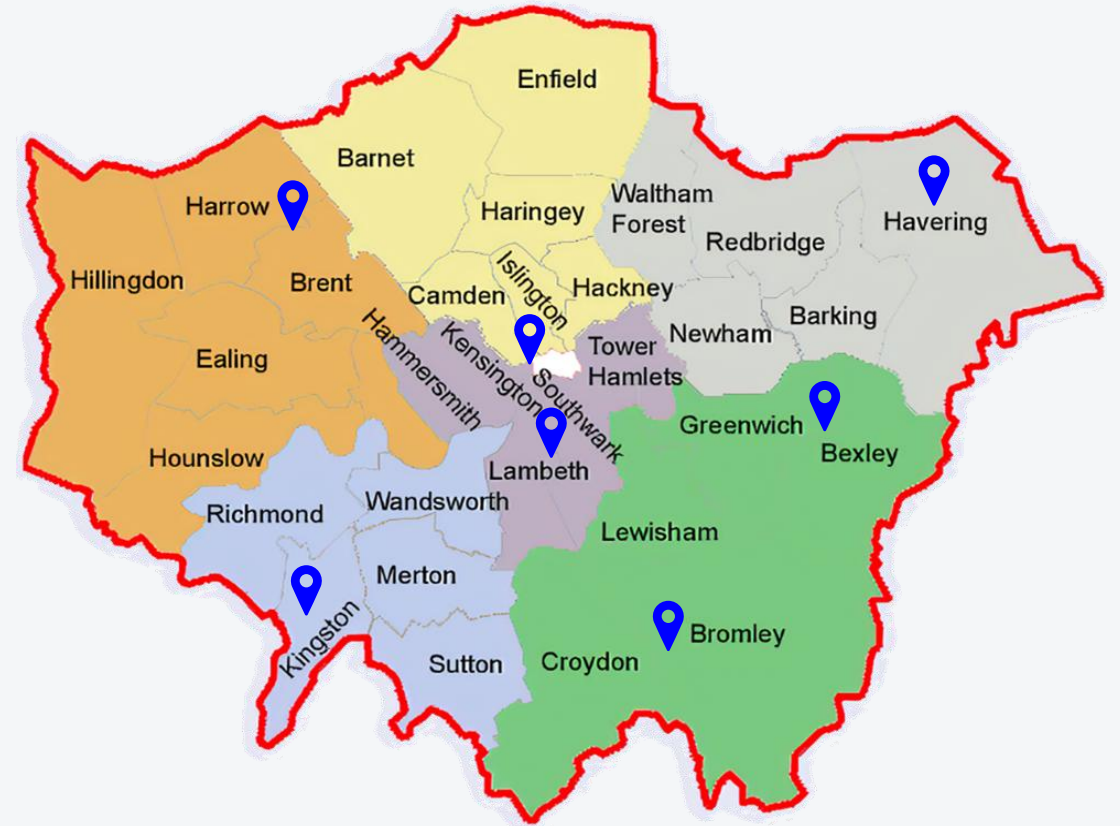 Enfield
Barnet
Harrow
Haringey
Waltham
Forest
Redbridge
Havering
Hillingdon
Brent
Camden
Islington
Hackney
Hammersmith
Kensington
Southwark
Tower
Hamlets
Newham
Barking
Ealing
Hounslow
Greenwich
Bexley
Lambeth
Richmond
Wandsworth
Lewisham
Merton
Kingston
Sutton
Croydon
Bromley